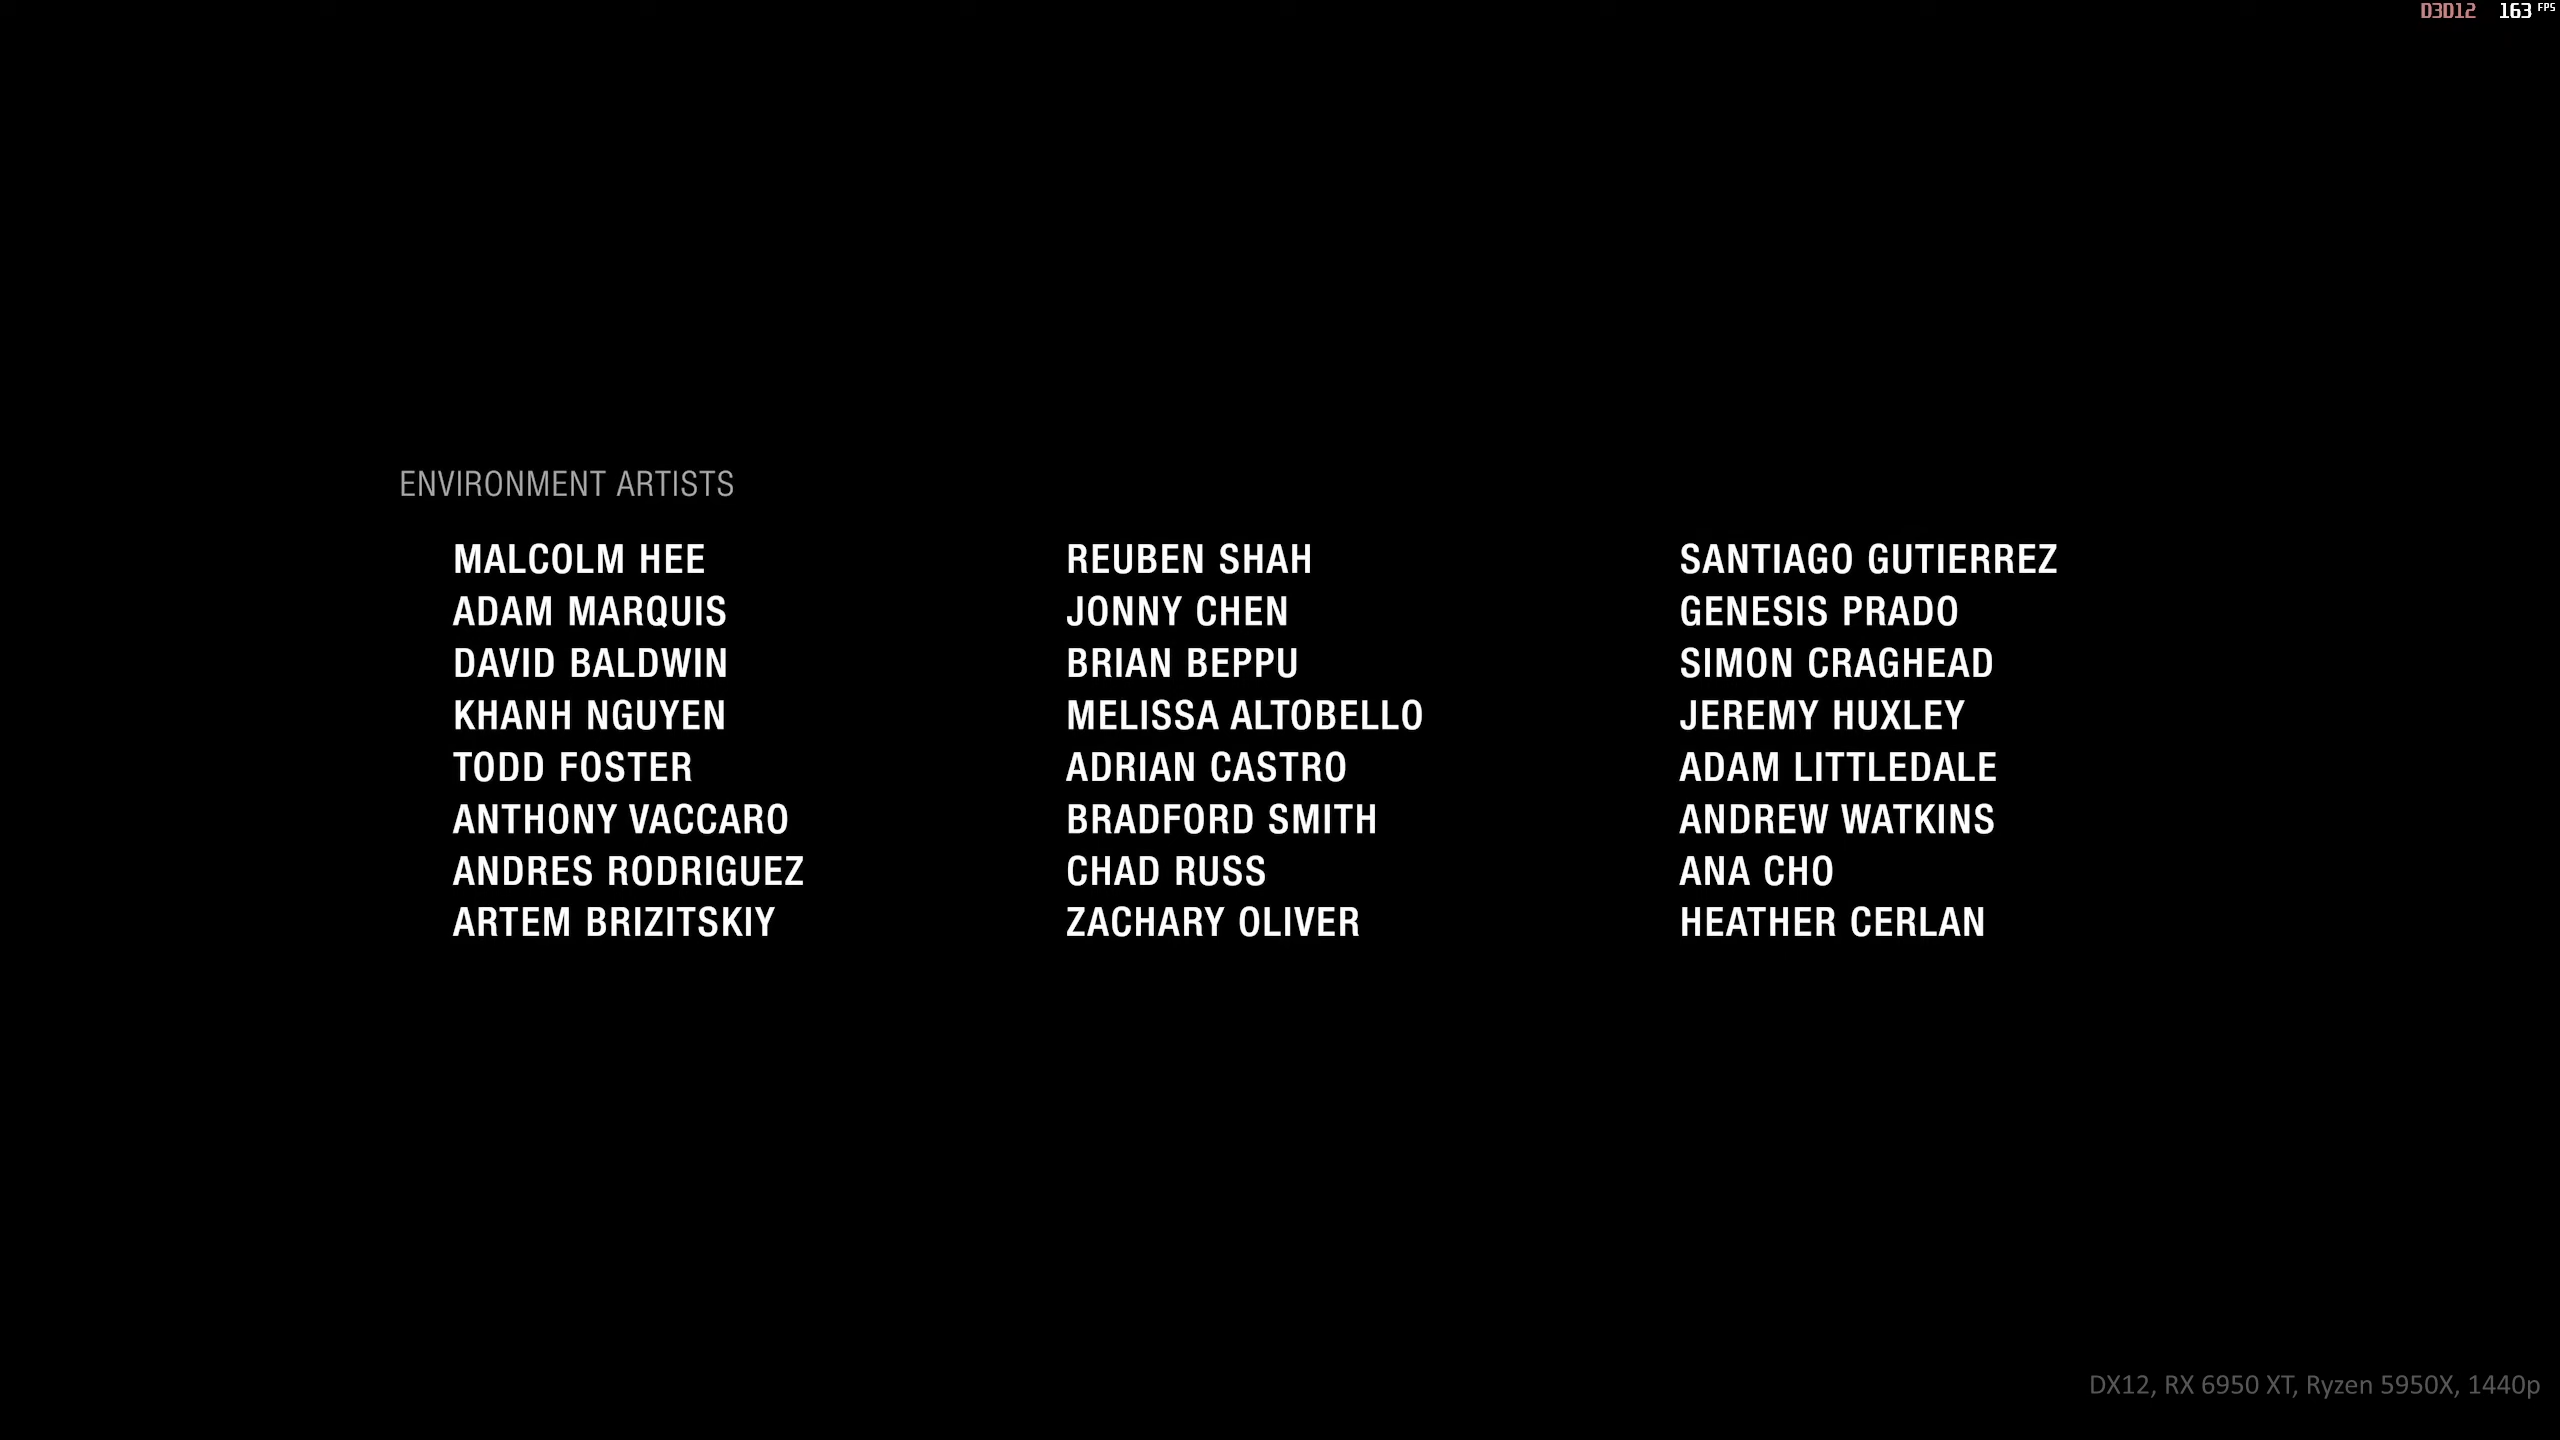 D3D12 163 FPS
ENVIRONMENT ARTISTS
MALCOLM HEE
ADAM MARQUIS
DAVID BALDWIN
KHANH NGUYEN
TODD FOSTER
ANTHONY VACCARO
ANDRES RODRIGUEZ
ARTEM BRIZITSKIY
REUBEN SHAH
JONNY CHEN
BRIAN BEPPU
MELISSA ALTOBELLO
ADRIAN CASTRO
BRADFORD SMITH
CHAD RUSS
ZACHARY OLIVER
SANTIAGO GUTIERREZ
GENESIS PRADO
SIMON CRAGHEAD
JEREMY HUXLEY
ADAM LITTLEDALE
ANDREW WATKINS
ANA CHO
HEATHER CERLAN
DX12, RX 6950 XT, Ryzen 5950X, 1440p